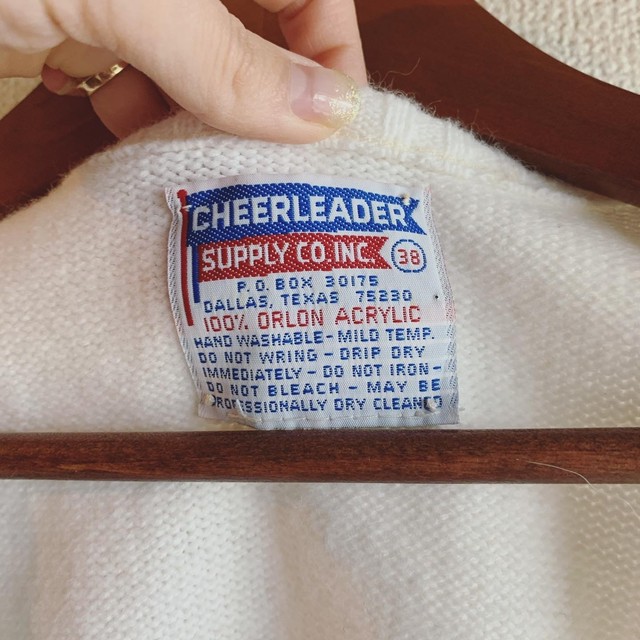 CHEERLEADER
SUPPLY CO. INC. 38
P.O. BOX 30175
DALLAS, TEXAS 75230
100% ORLON ACRYLIC
HAND WASHABLE - MILD TEMP.
DO NOT WRING - DRIP DRY
IMMEDIATELY - DO NOT IRON -
DO NOT BLEACH - MAY BE
PROFESSIONALLY DRY CLEANED